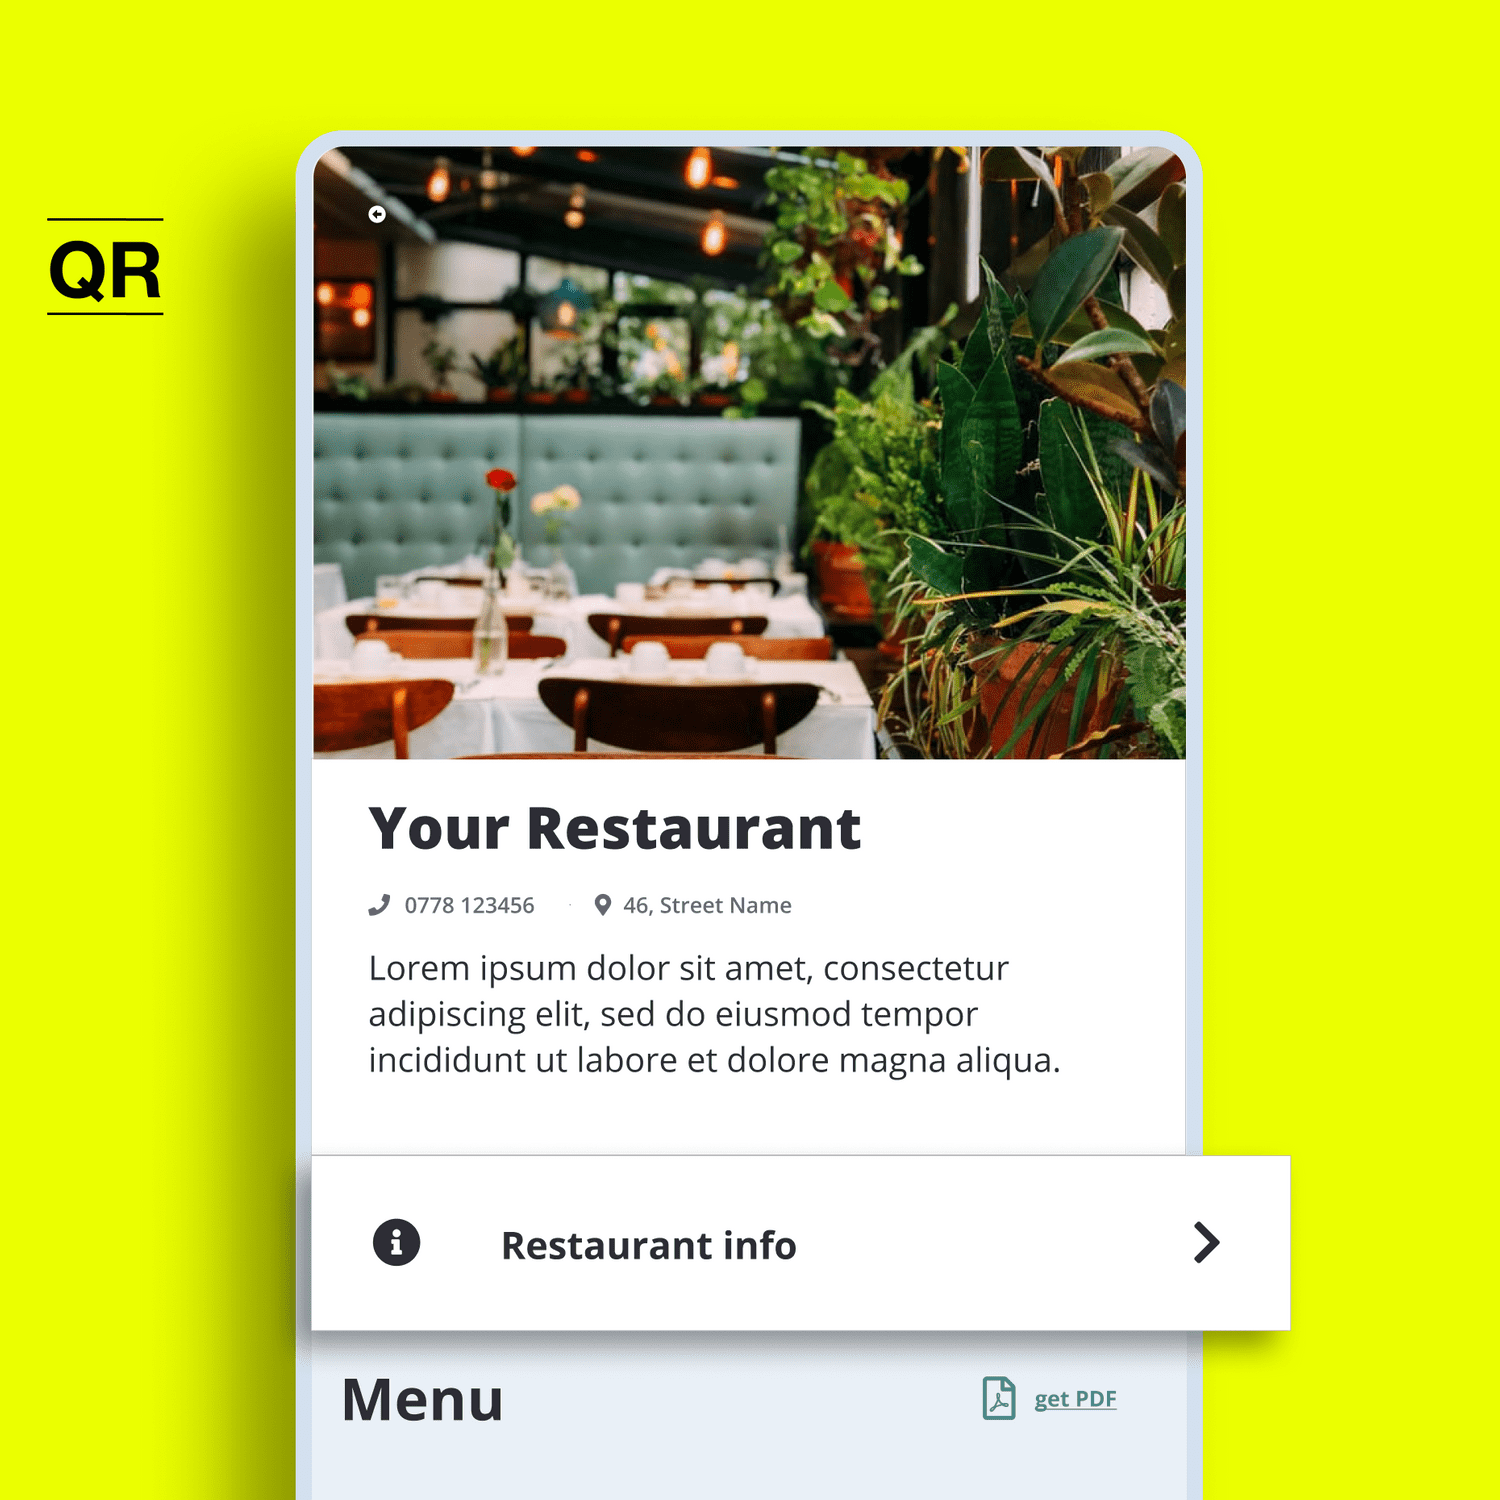 QR
Your Restaurant
0778 123456 · 46, Street Name
Lorem ipsum dolor sit amet, consectetur
adipiscing elit, sed do eiusmod tempor
incididunt ut labore et dolore magna aliqua.
Restaurant info
Menu
get PDF